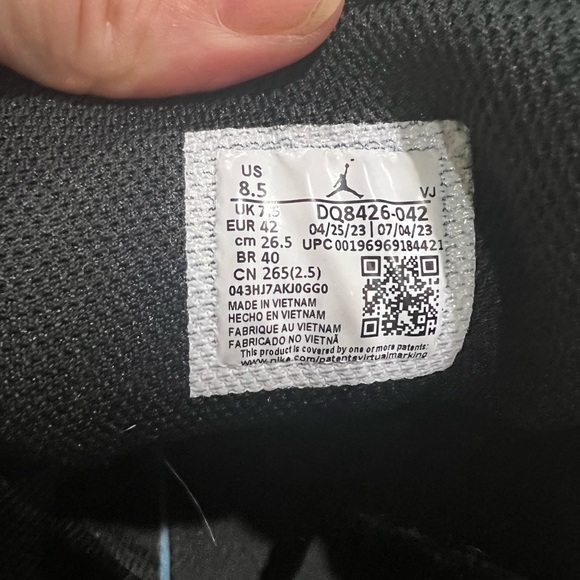 US
8.5
VJ
UK 7.5
DQ8426-042
EUR 42
04/25/23 | 07/04/23
cm 26.5
UPC 00196969184421
BR 40
CN 265(2.5)
043HJ7AKJ0GG0
MADE IN VIETNAM
HECHO EN VIETNAM
FABRIQUE AU VIETNAM
FABRICADO NO VIETNÃ
This product is covered by one or more patents:
www.nike.com/patentsvirtualmarking